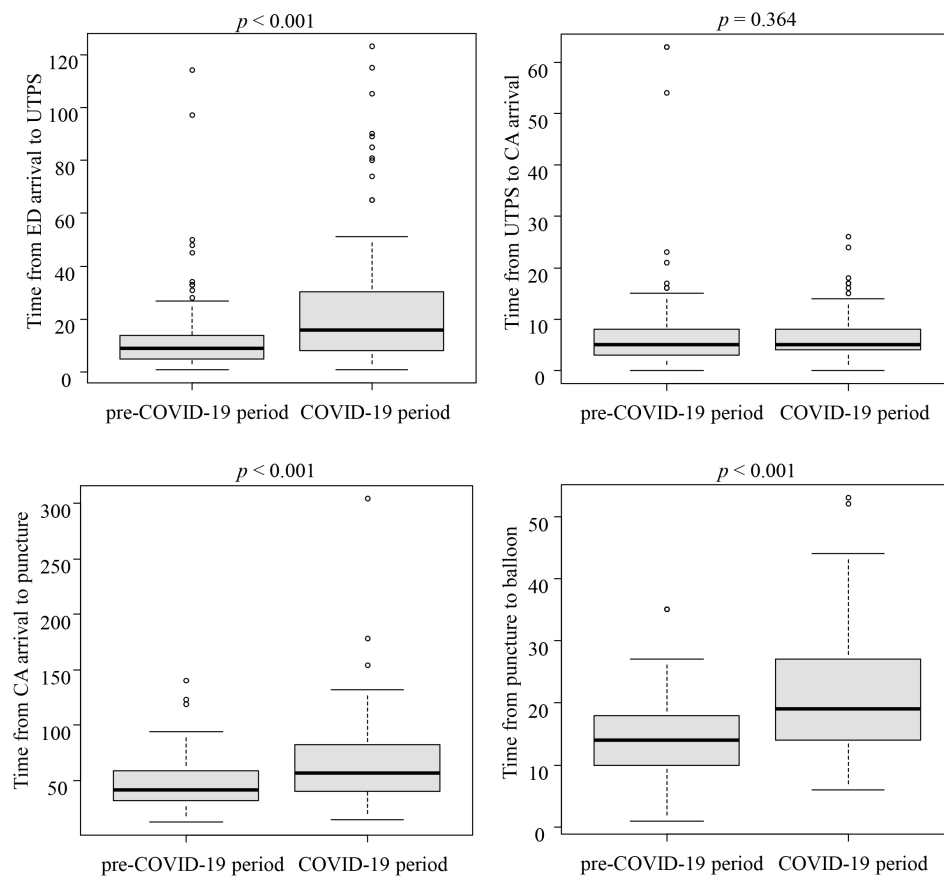 p < 0.001
Time from ED arrival to UTPS
120
100
80
60
40
20
0
pre-COVID-19 period COVID-19 period
p = 0.364
Time from UTPS to CA arrival
60
50
40
30
20
10
0
pre-COVID-19 period COVID-19 period
p < 0.001
Time from CA arrival to puncture
300
250
200
150
100
50
pre-COVID-19 period COVID-19 period
p < 0.001
Time from puncture to balloon
50
40
30
20
10
0
pre-COVID-19 period COVID-19 period